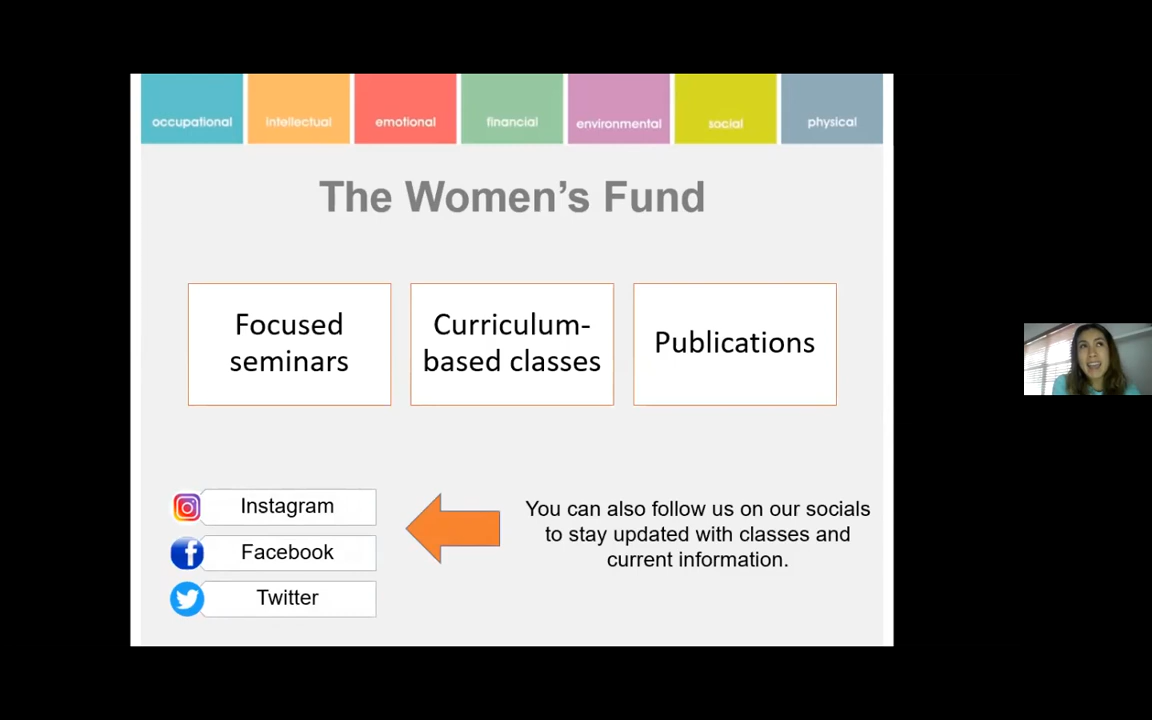 occupational
intellectual
emotional
financial
environmental
social
physical
The Women's Fund
Focused
seminars
Curriculum-
based classes
Publications
Instagram
Facebook
Twitter
You can also follow us on our socials
to stay updated with classes and
current information.